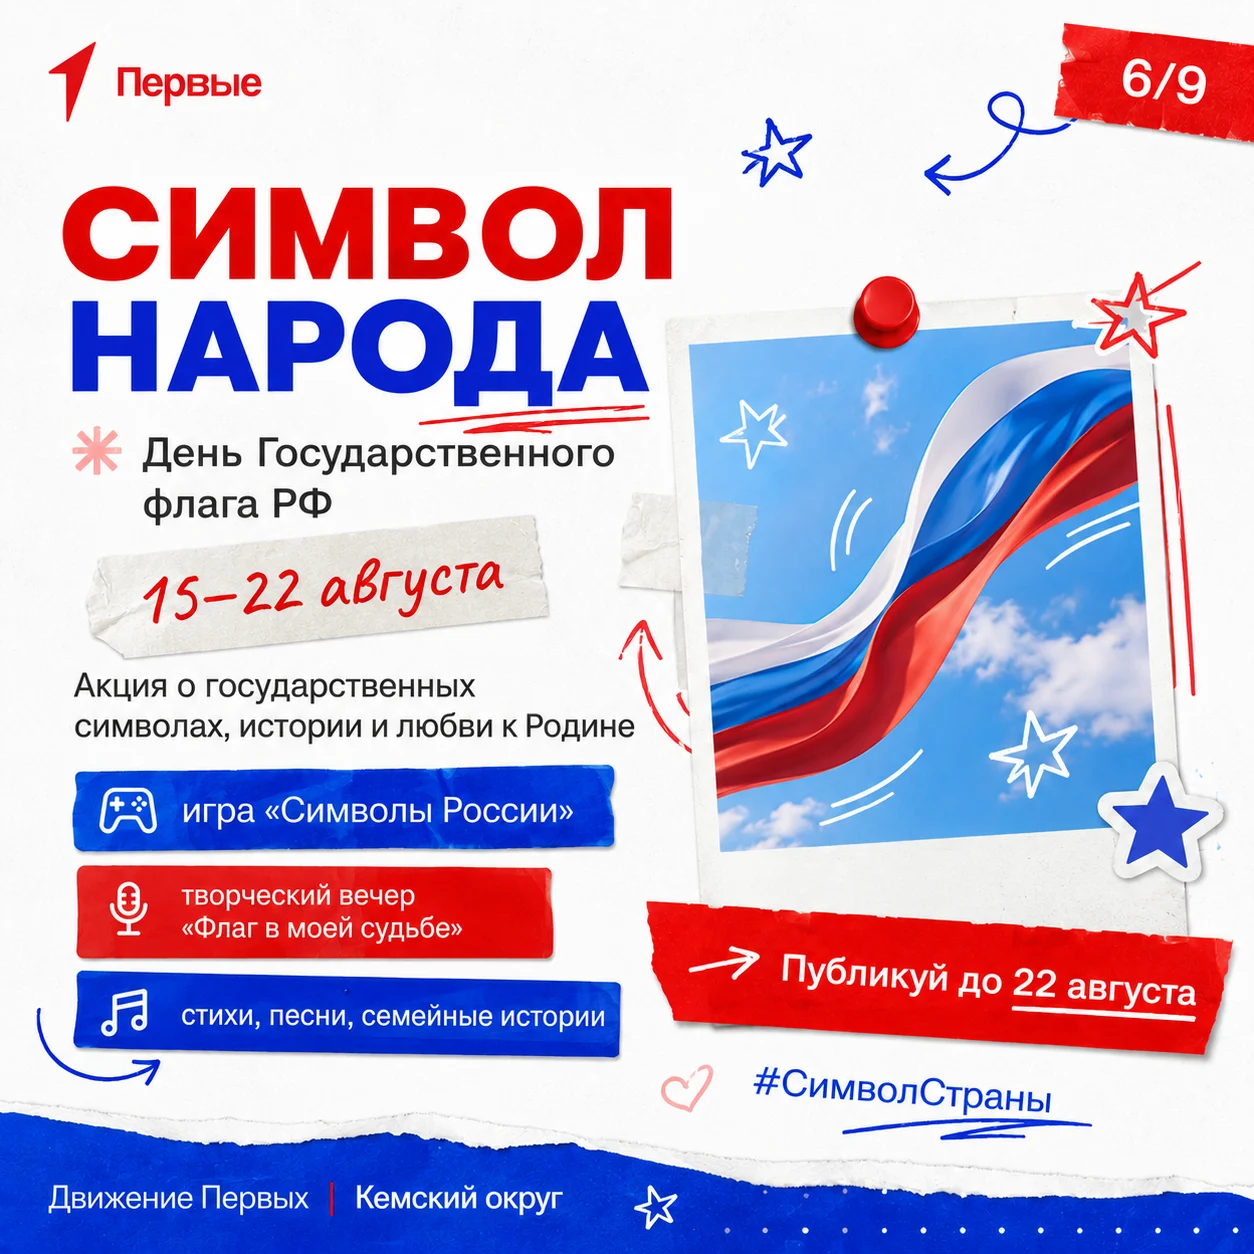 Первые
6/9
СИМВОЛ
НАРОДА
День Государственного
флага РФ
15–22 августа
Акция о государственных
символах, истории и любви к Родине
игра «Символы России»
творческий вечер
«Флаг в моей судьбе»
стихи, песни, семейные истории
Публикуй до 22 августа
#СимволСтраны
Движение Первых | Кемский округ